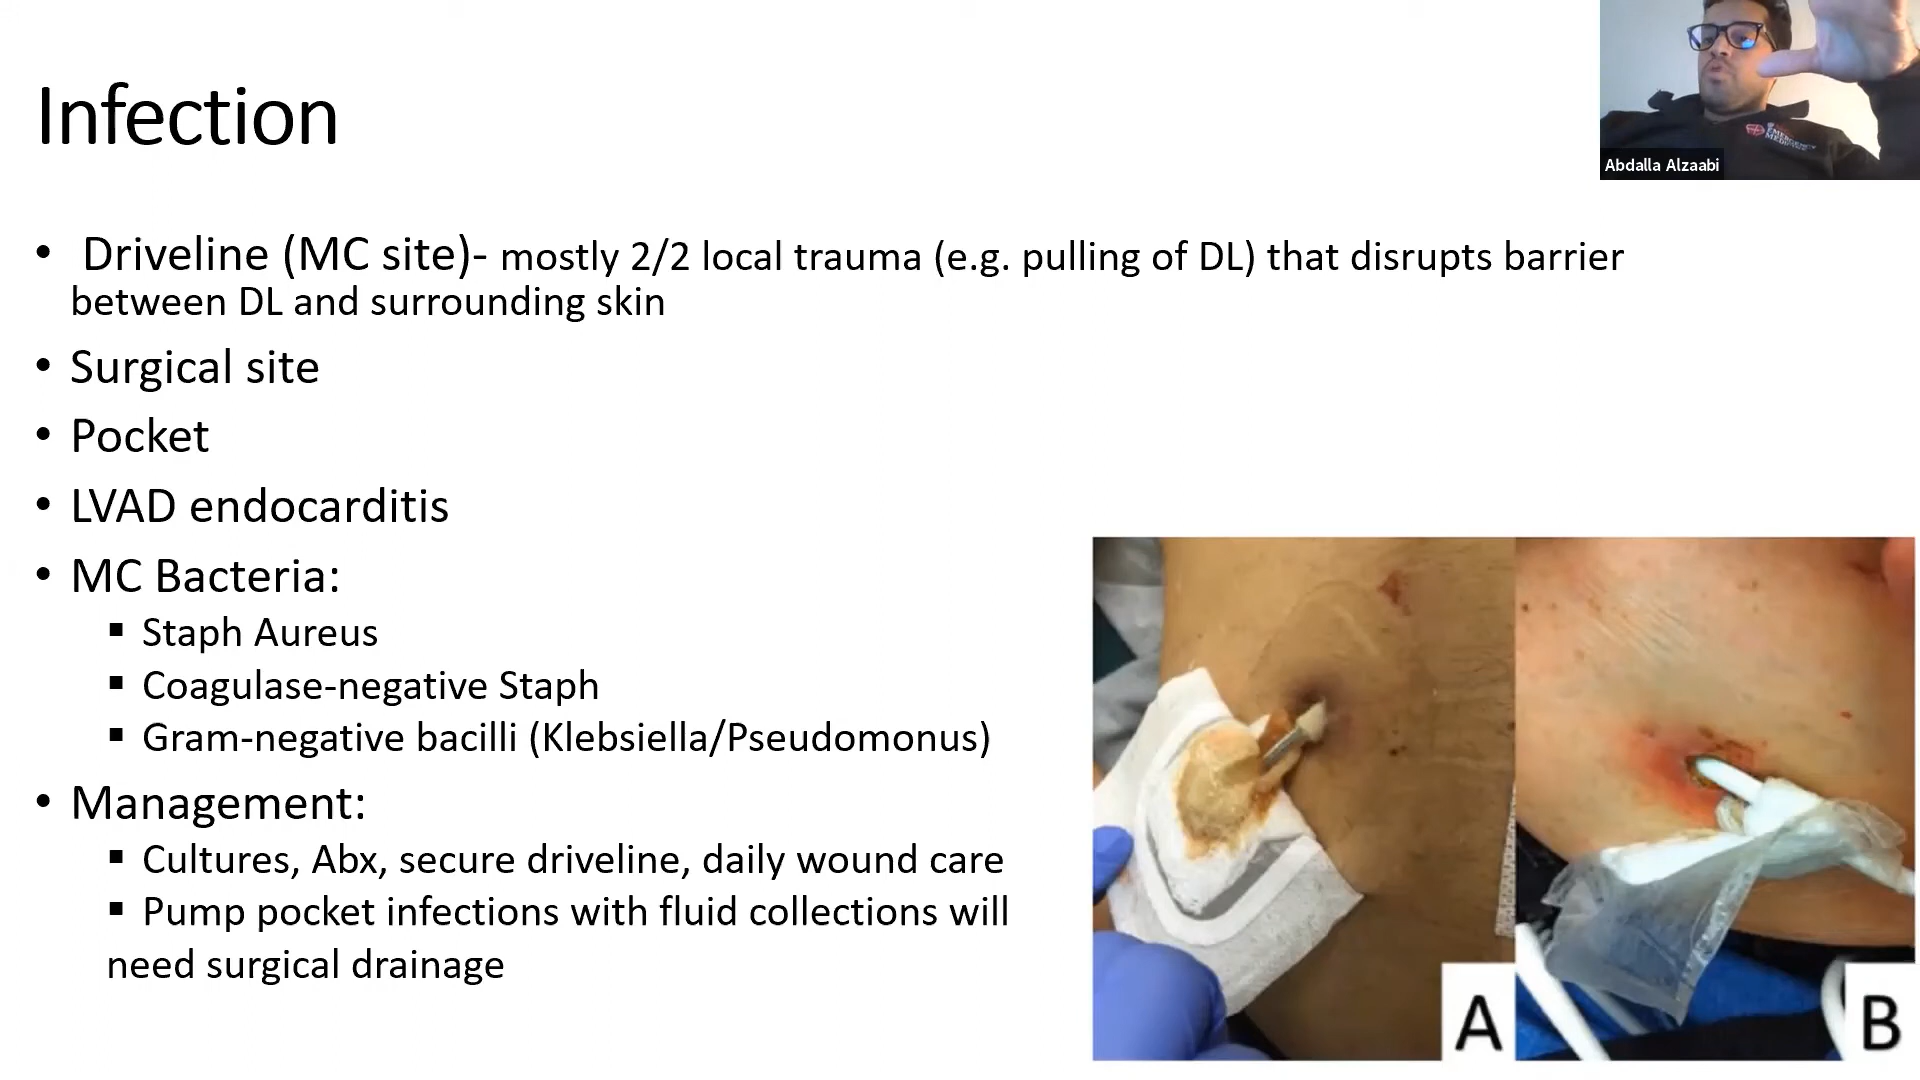 Infection
Abdalla Alzaabi
EMERGENCY
MEDICINE
• Driveline (MC site)- mostly 2/2 local trauma (e.g. pulling of DL) that disrupts barrier
between DL and surrounding skin
• Surgical site
• Pocket
• LVAD endocarditis
• MC Bacteria:
▪ Staph Aureus
▪ Coagulase-negative Staph
▪ Gram-negative bacilli (Klebsiella/Pseudomonus)
• Management:
▪ Cultures, Abx, secure driveline, daily wound care
▪ Pump pocket infections with fluid collections will
need surgical drainage
A
B